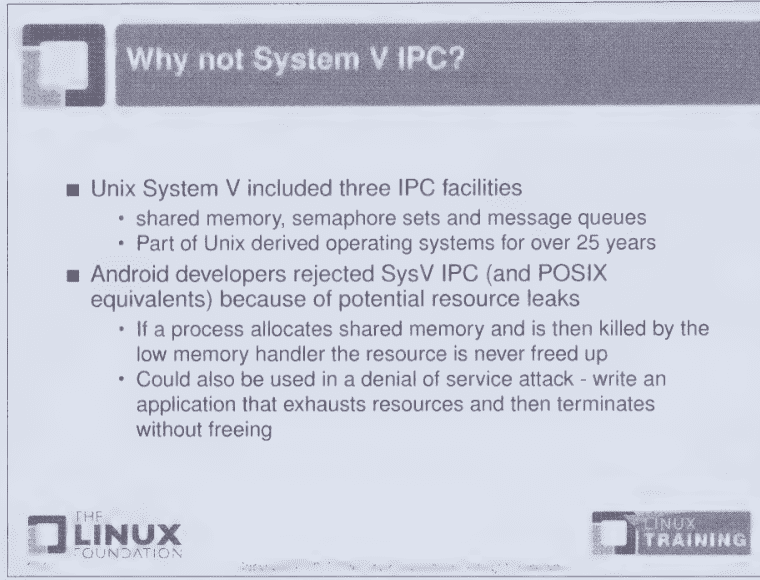 Why not System V IPC?
■ Unix System V included three IPC facilities
• shared memory, semaphore sets and message queues
• Part of Unix derived operating systems for over 25 years
■ Android developers rejected SysV IPC (and POSIX
equivalents) because of potential resource leaks
• If a process allocates shared memory and is then killed by the
low memory handler the resource is never freed up
• Could also be used in a denial of service attack - write an
application that exhausts resources and then terminates
without freeing
THE
LINUX
FOUNDATION
LINUX
TRAINING